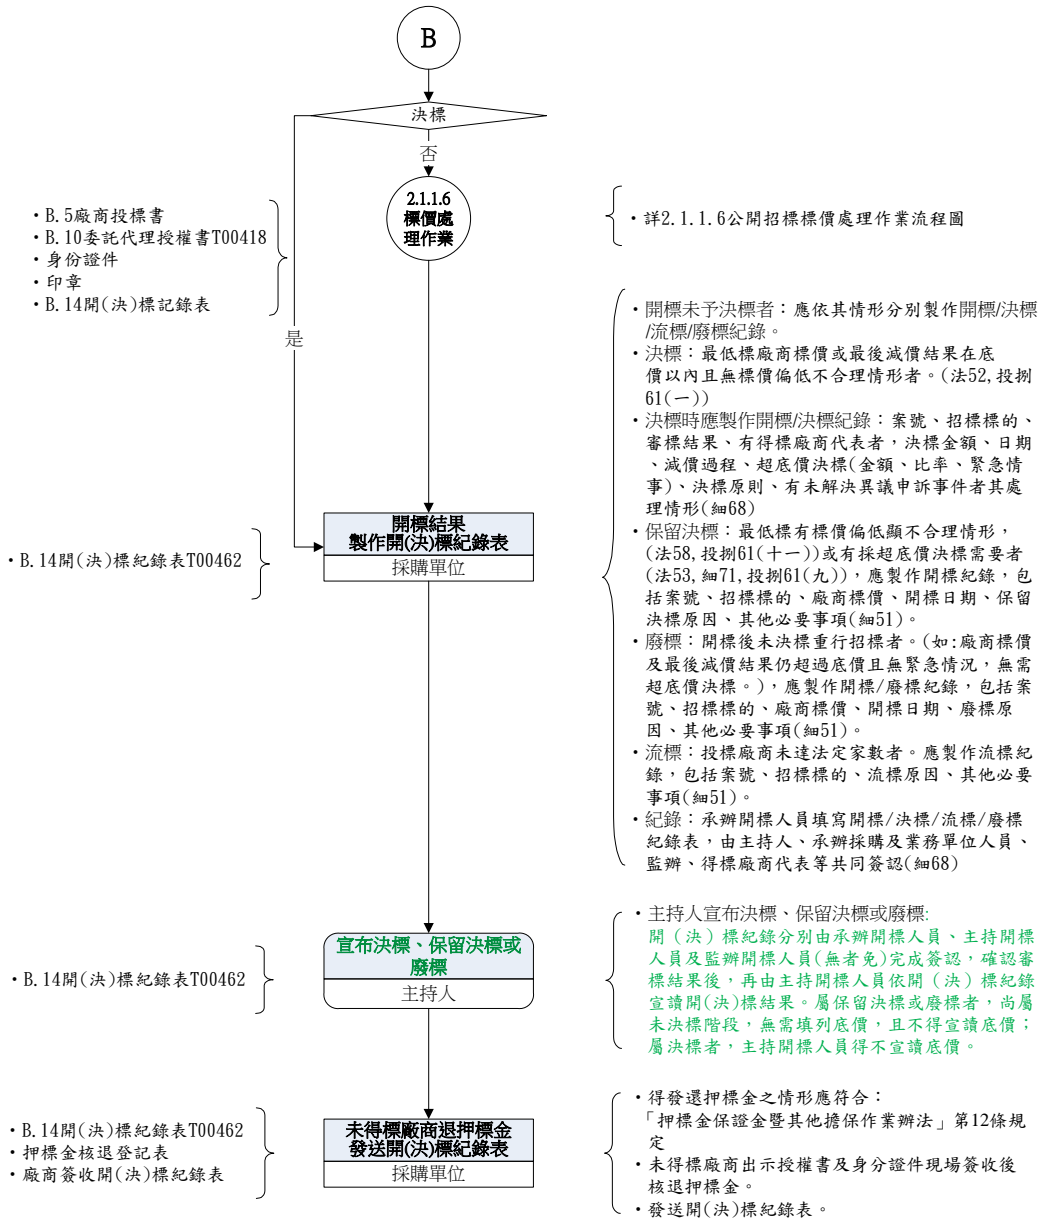 B
決標
否
2.1.1.6
標價處
理作業
・B.5廠商投標書
・B.10委託代理授權書T00418
・身份證件
・印章
・B.14開(決)標記錄表
・詳2.1.1.6公開招標標價處理作業流程圖
是
・開標未予決標者：應依其情形分別製作開標/決標
/流標/廢標紀錄。
・決標：最低標廠商標價或最後減價結果在底
價以內且無標價偏低不合理情形者。(法52,投捌
61(一))
・決標時應製作開標/決標紀錄：案號、招標標的、
審標結果、有得標廠商代表者，決標金額、日期
、減價過程、超底價決標(金額、比率、緊急情
事)、決標原則、有未解決異議申訴事件者其處
理情形(細68)
・保留決標：最低標有標價偏低顯不合理情形，
(法58,投捌61(十一))或有採超底價決標需要者
(法53,細71,投捌61(九))，應製作開標紀錄，包
括案號、招標標的、廠商標價、開標日期、保留
決標原因、其他必要事項(細51)。
・廢標：開標後未決標重行招標者。(如:廠商標價
及最後減價結果仍超過底價且無緊急情況，無需
超底價決標。)，應製作開標/廢標紀錄，包括案
號、招標標的、廠商標價、開標日期、廢標原
因、其他必要事項(細51)。
・流標：投標廠商未達法定家數者。應製作流標紀
錄，包括案號、招標標的、流標原因、其他必要
事項(細51)。
・紀錄：承辦開標人員填寫開標/決標/流標/廢標
紀錄表，由主持人、承辦採購及業務單位人員、
監辦、得標廠商代表等共同簽認(細68)
開標結果
製作開(決)標紀錄表
採購單位
・B.14開(決)標紀錄表T00462
宣布決標、保留決標或
廢標
主持人
・B.14開(決)標紀錄表T00462
・主持人宣布決標、保留決標或廢標:
開（決）標紀錄分別由承辦開標人員、主持開標
人員及監辦開標人員(無者免)完成簽認，確認審
標結果後，再由主持開標人員依開（決）標紀錄
宣讀開(決)標結果。屬保留決標或廢標者，尚屬
未決標階段，無需填列底價，且不得宣讀底價；
屬決標者，主持開標人員得不宣讀底價。
未得標廠商退押標金
發送開(決)標紀錄表
採購單位
・B.14開(決)標紀錄表T00462
・押標金核退登記表
・廠商簽收開(決)標紀錄表
・得發還押標金之情形應符合：
「押標金保證金暨其他擔保作業辦法」第12條規
定
・未得標廠商出示授權書及身分證件現場簽收後
核退押標金。
・發送開(決)標紀錄表。